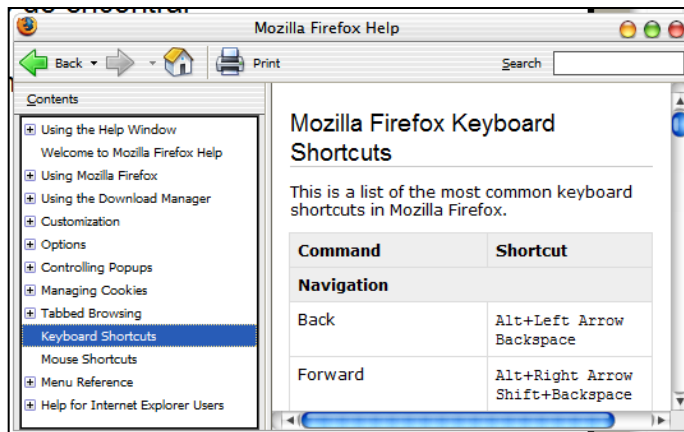 de encontrar
Mozilla Firefox Help
Back
Print
Search
Contents
Using the Help Window
Welcome to Mozilla Firefox Help
Using Mozilla Firefox
Using the Download Manager
Customization
Options
Controlling Popups
Managing Cookies
Tabbed Browsing
Keyboard Shortcuts
Mouse Shortcuts
Menu Reference
Help for Internet Explorer Users
Mozilla Firefox Keyboard
Shortcuts
This is a list of the most common keyboard
shortcuts in Mozilla Firefox.
Command Shortcut
Navigation
Back Alt+Left Arrow
Backspace
Forward Alt+Right Arrow
Shift+Backspace